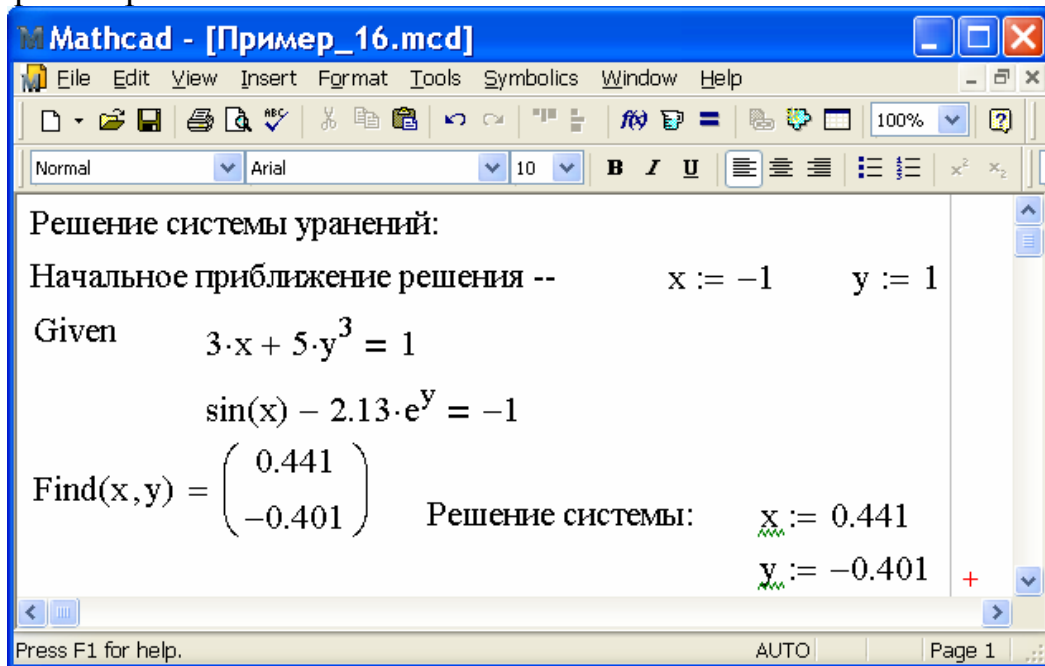 Mathcad - [Пример_16.mcd]
File Edit View Insert Format Tools Symbolics Window Help
100%
Normal Arial 10 B I U
Решение системы уранений:
Начальное приближение решения -- x := −1 y := 1
Given 3·x + 5·y³ = 1
sin(x) − 2.13·e^y = −1
Find(x,y) = (0.441
−0.401) Решение системы: x := 0.441
y := −0.401 +
Press F1 for help. AUTO Page 1